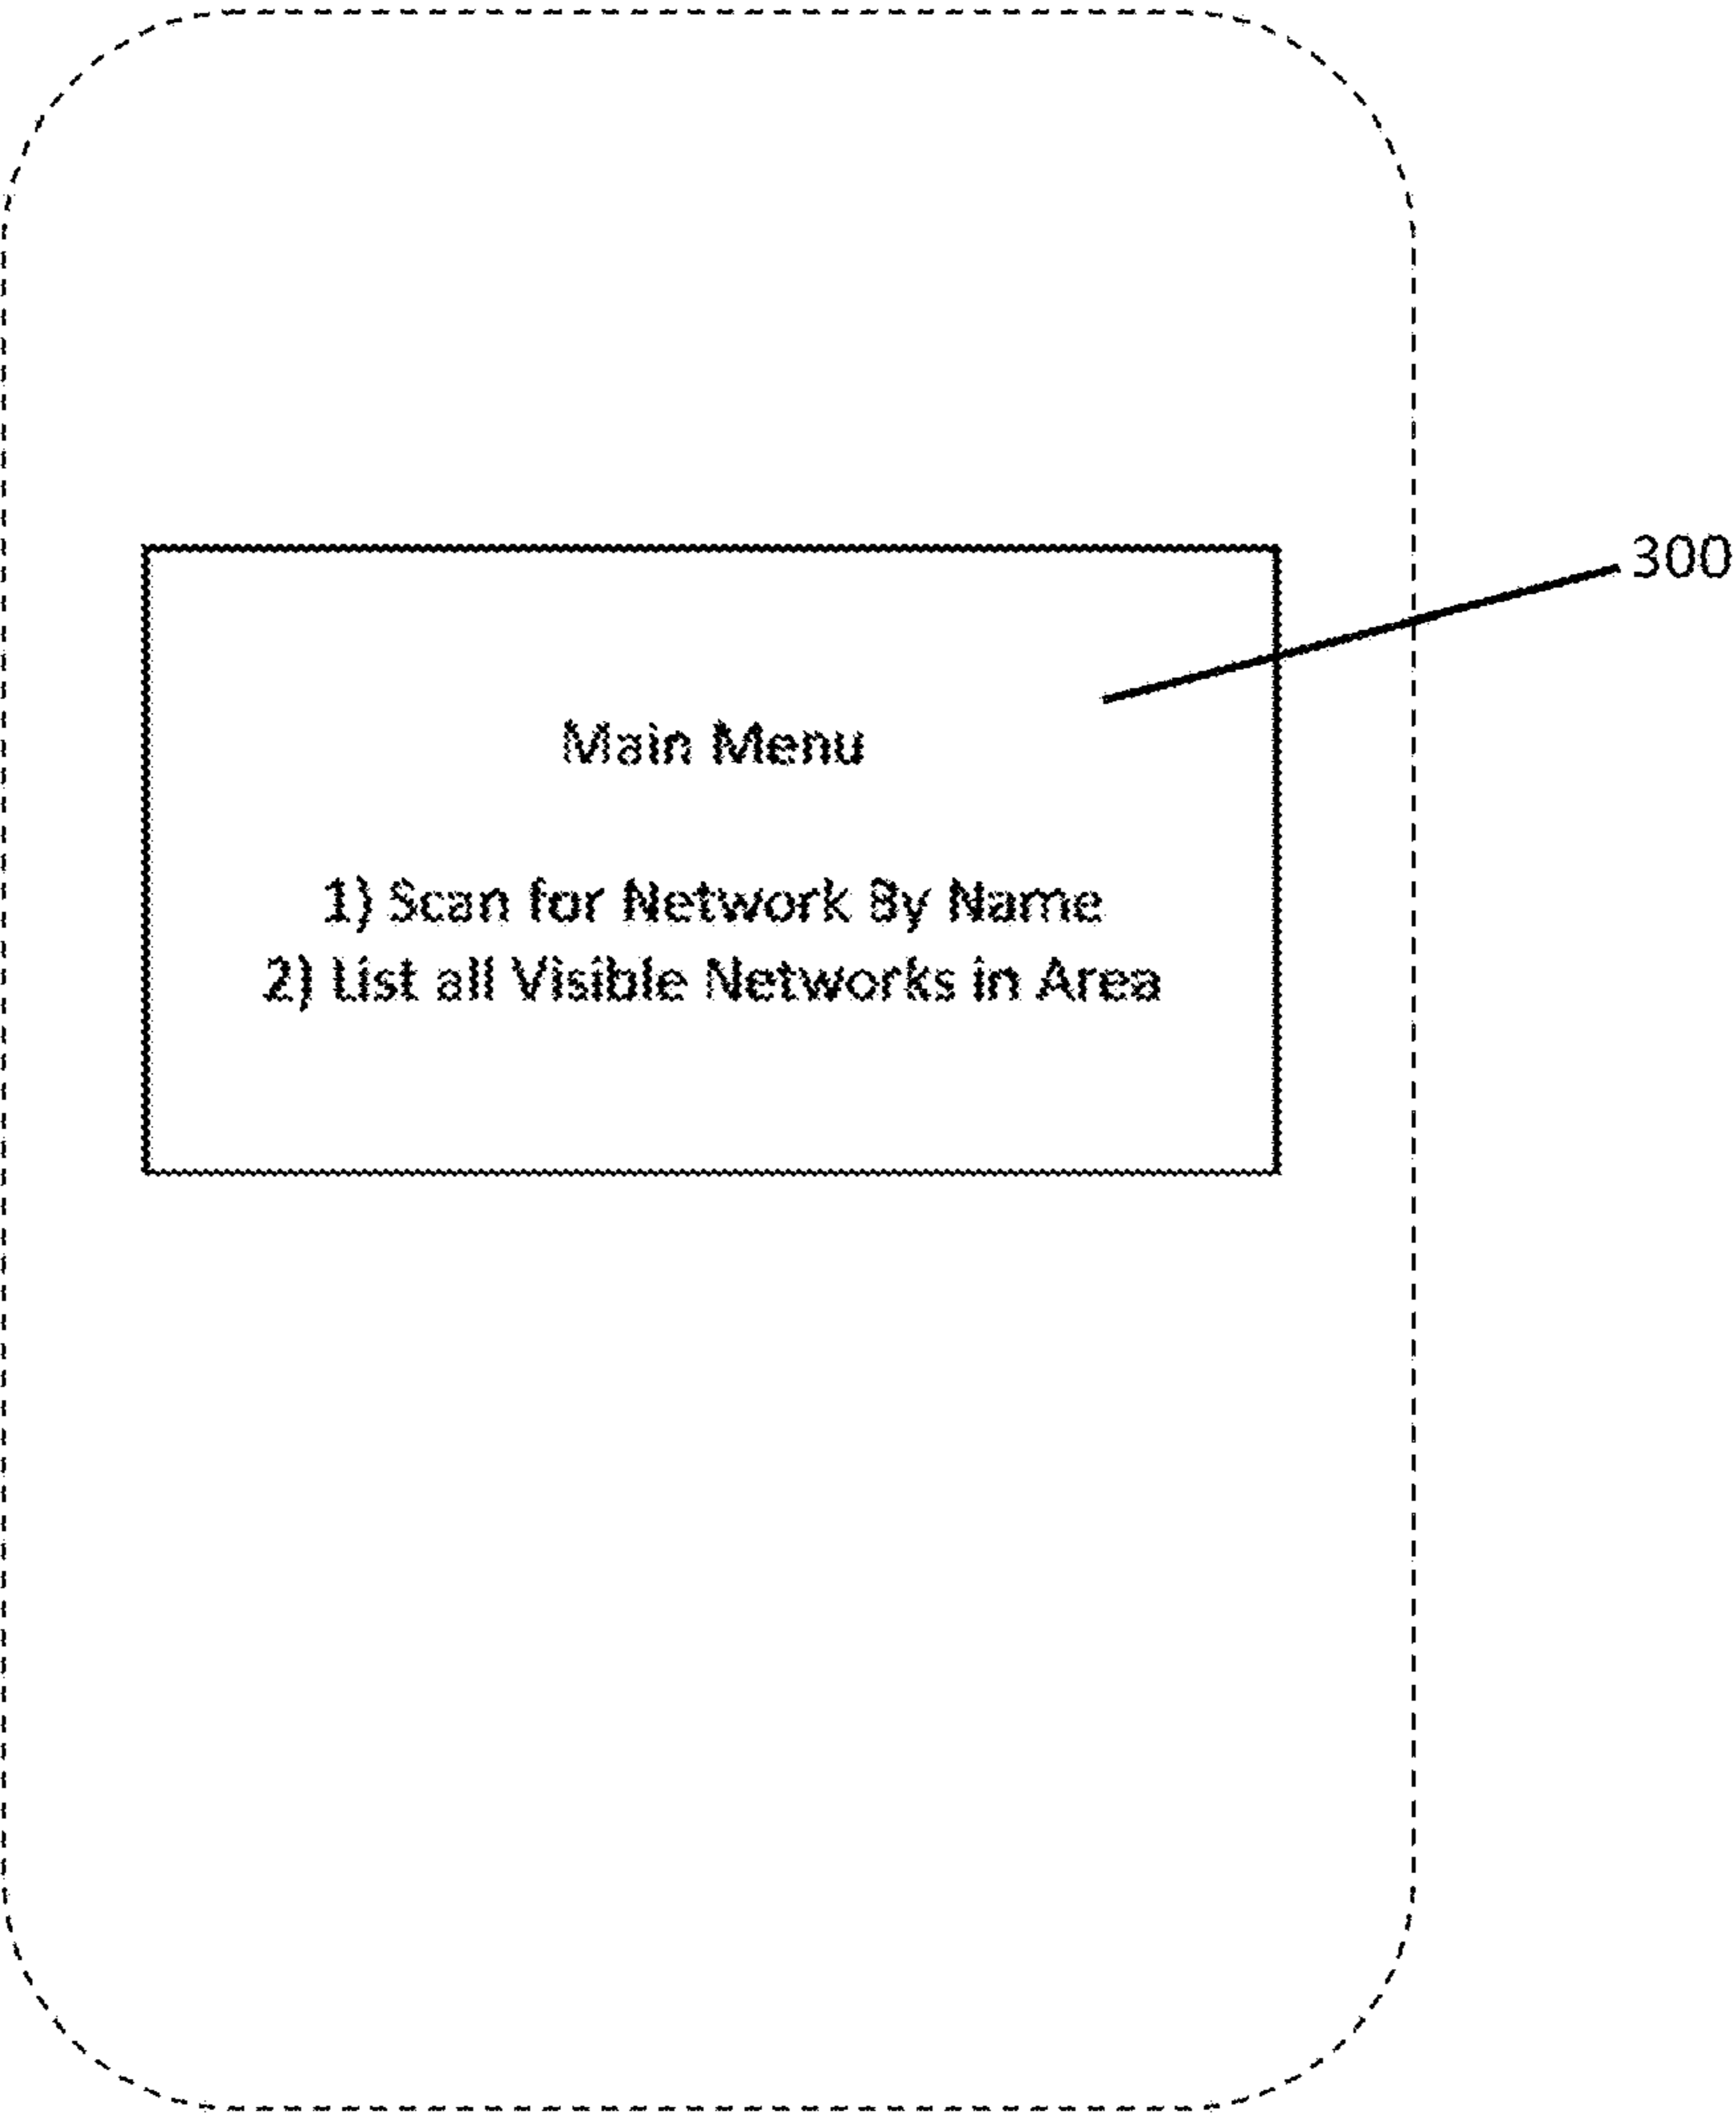 300
Main Menu
1) Scan for Network By Name
2) List all Visible Networks in Area